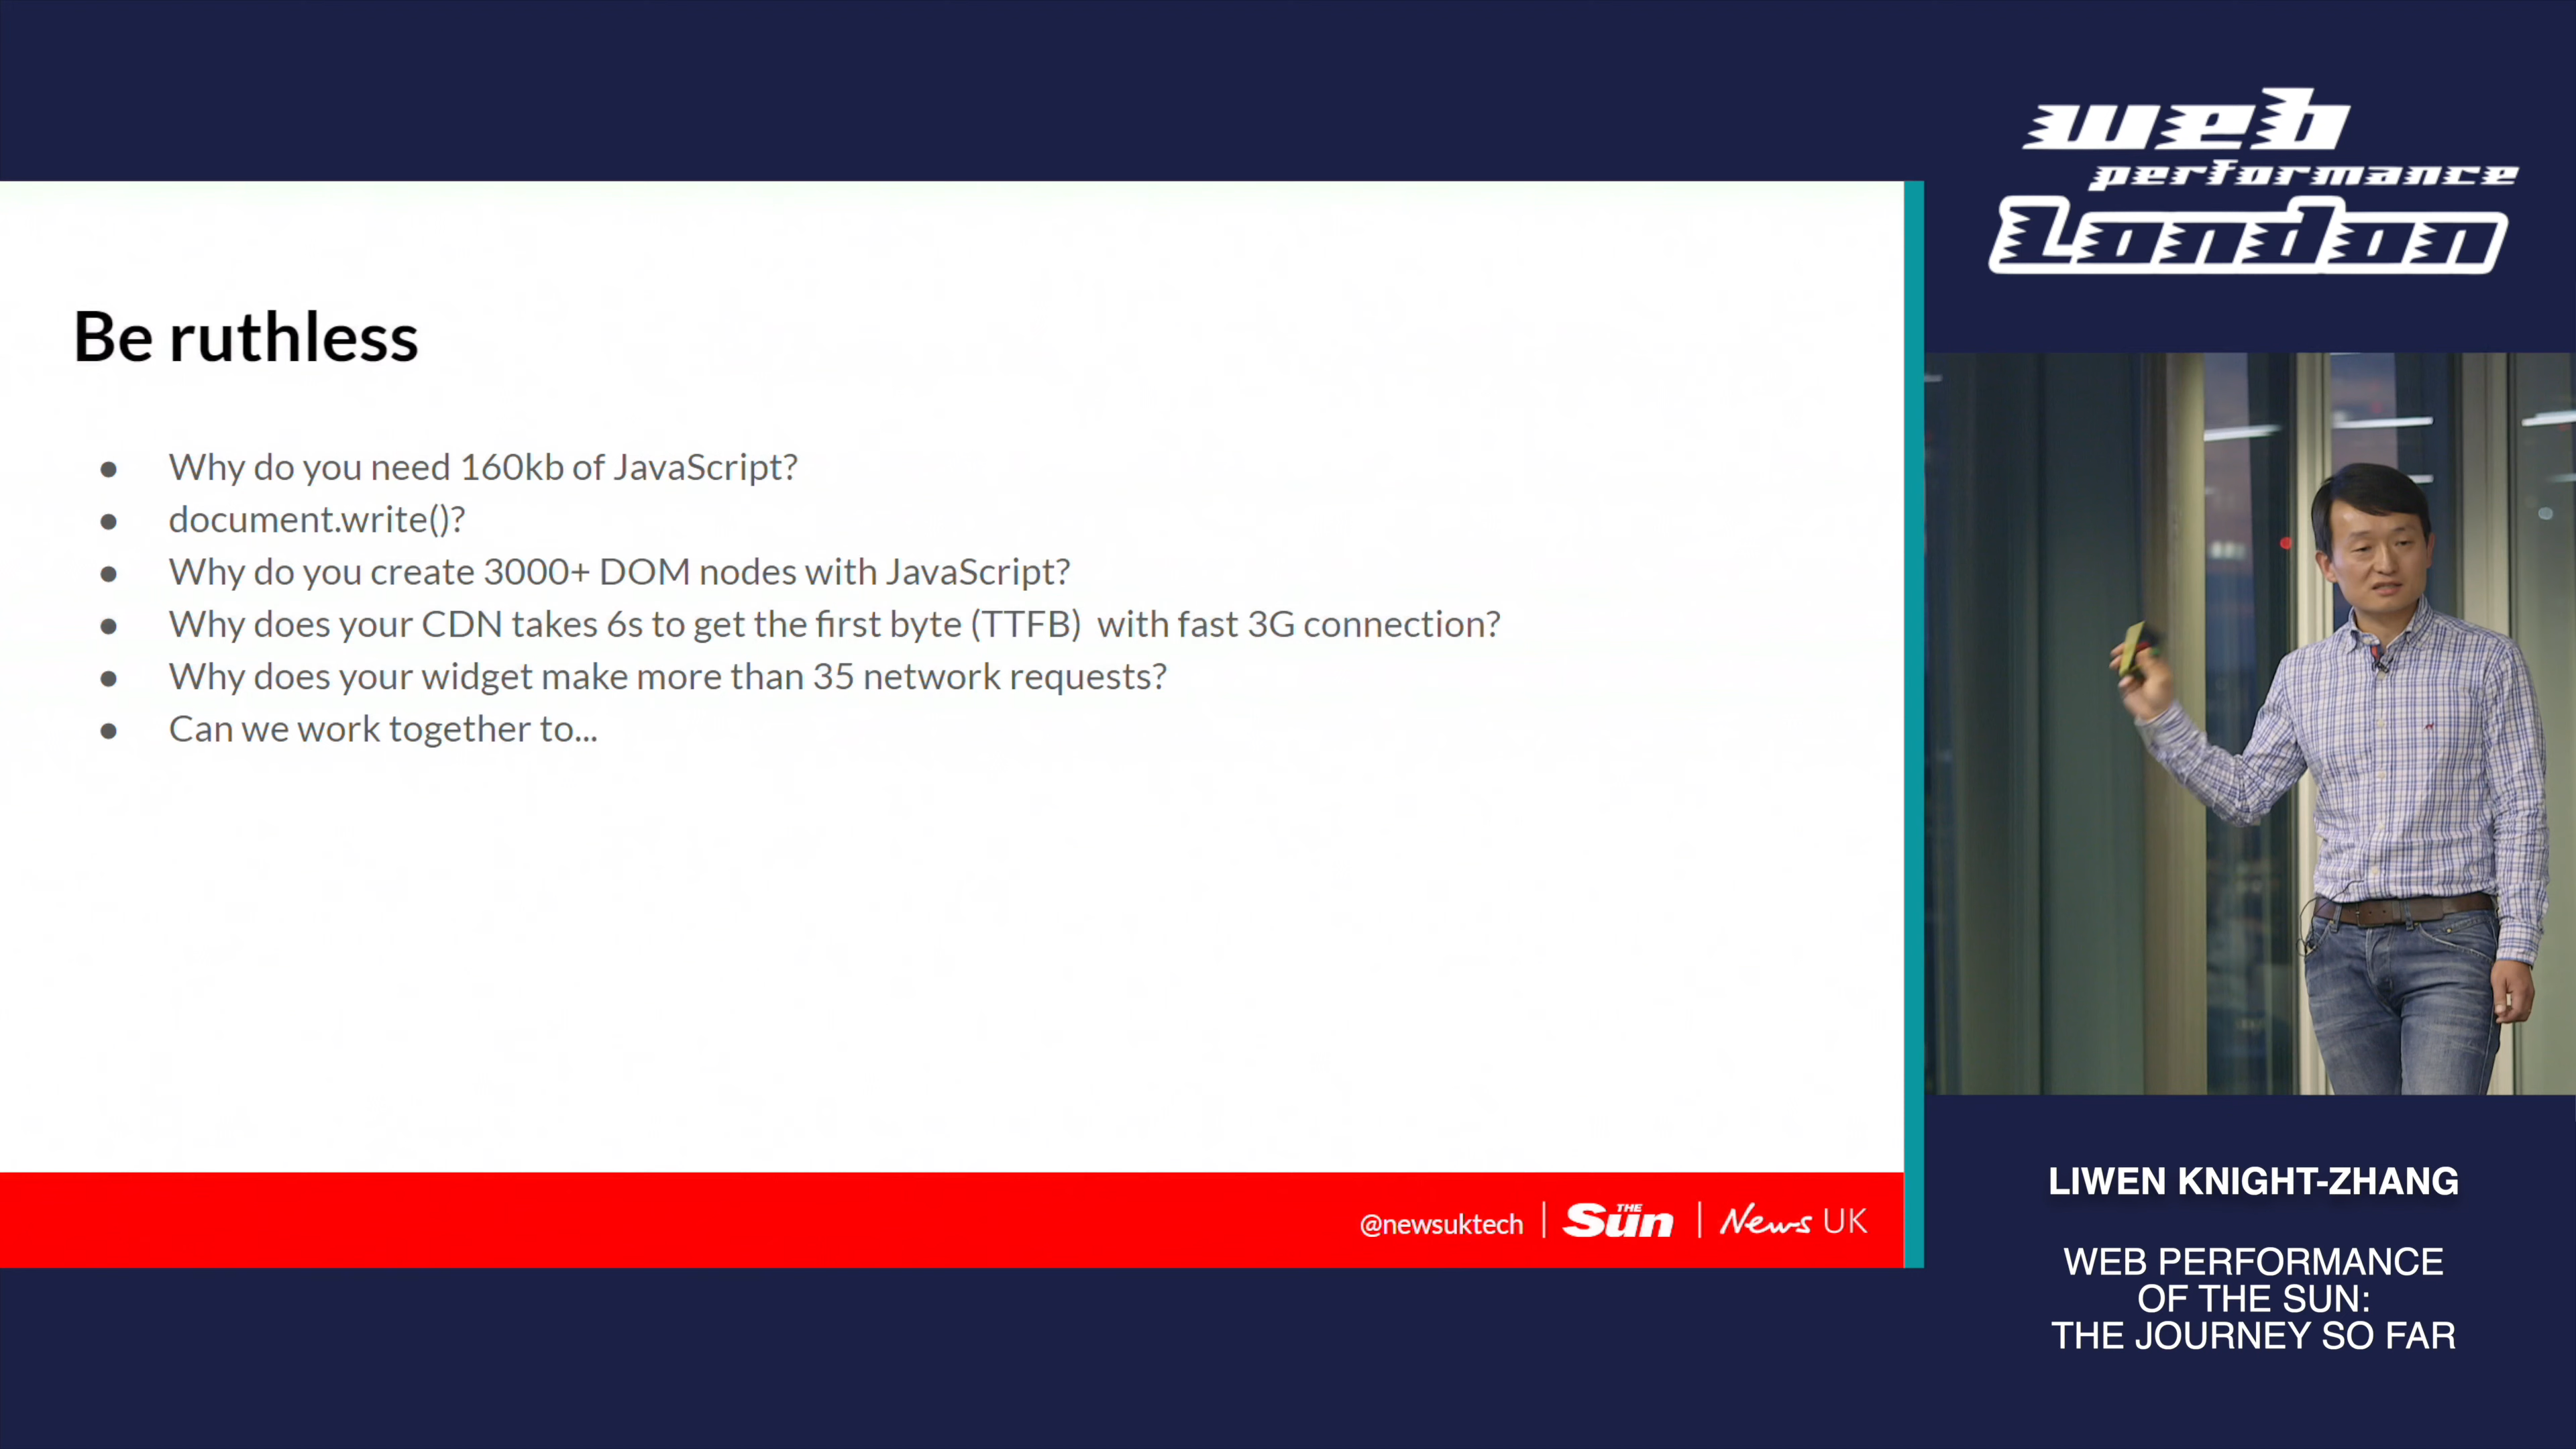 web
performance
London
Be ruthless
● Why do you need 160kb of JavaScript?
● document.write()?
● Why do you create 3000+ DOM nodes with JavaScript?
● Why does your CDN takes 6s to get the first byte (TTFB)  with fast 3G connection?
● Why does your widget make more than 35 network requests?
● Can we work together to...
@newsuktech | THE Sun | News UK
LIWEN KNIGHT-ZHANG
WEB PERFORMANCE
OF THE SUN:
THE JOURNEY SO FAR